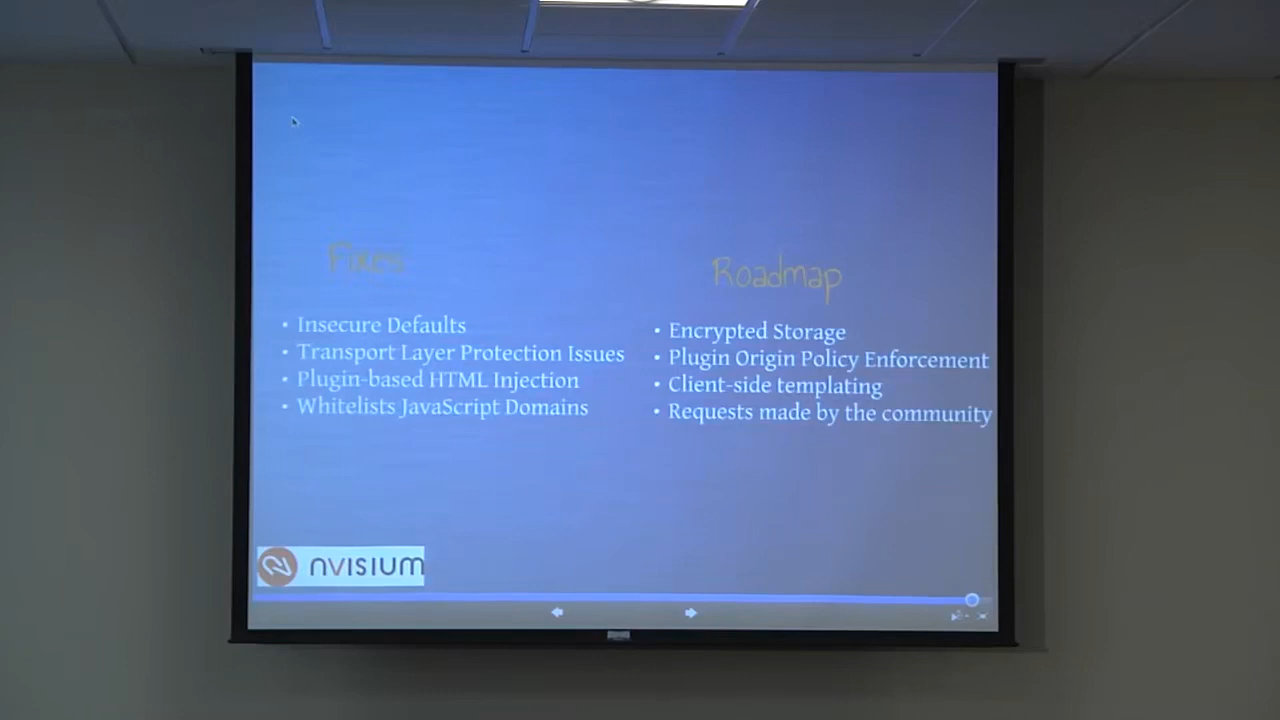 Fixes
• Insecure Defaults
• Transport Layer Protection Issues
• Plugin-based HTML Injection
• Whitelists JavaScript Domains
Roadmap
• Encrypted Storage
• Plugin Origin Policy Enforcement
• Client-side templating
• Requests made by the community
nVISIUM